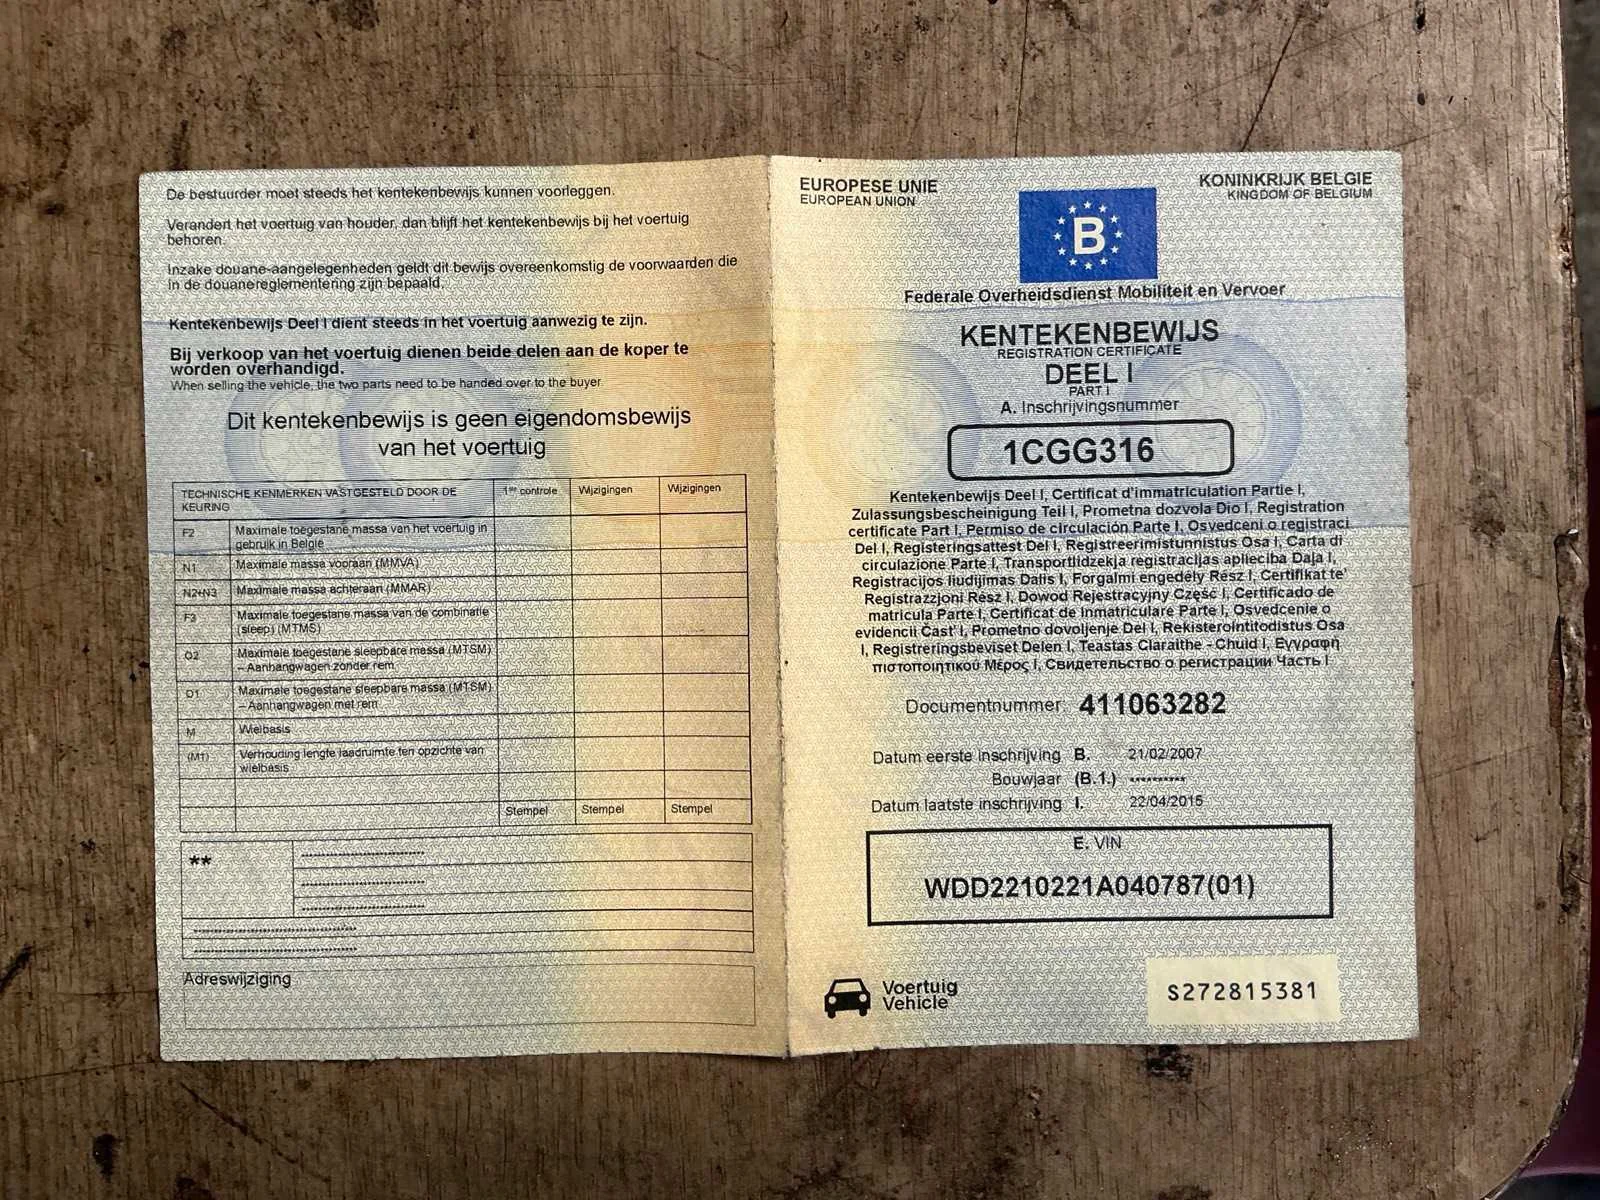 De bestuurder moet steeds het kentekenbewijs kunnen voorleggen.
Verandert het voertuig van houder, dan blijft het kentekenbewijs bij het voertuig
behoren.
Inzake douane-aangelegenheden geldt dit bewijs overeenkomstig de voorwaarden die
in de douanereglementering zijn bepaald.
Kentekenbewijs Deel I dient steeds in het voertuig aanwezig te zijn.
Bij verkoop van het voertuig dienen beide delen aan de koper te
worden overhandigd.
When selling the vehicle, the two parts need to be handed over to the buyer
Dit kentekenbewijs is geen eigendomsbewijs
van het voertuig
TECHNISCHE KENMERKEN VASTGESTELD DOOR DE
KEURING
1ste controle
Wijzigingen
Wijzigingen
F2 Maximale toegestane massa van het voertuig in
gebruik in België
N1 Maximale massa vooraan (MMVA)
N2+N3 Maximale massa achteraan (MMAR)
F3 Maximale toegestane massa van de combinatie
(sleep) (MTMS)
O2 Maximale toegestane sleepbare massa (MTSM)
– Aanhangwagen zonder rem
O1 Maximale toegestane sleepbare massa (MTSM)
– Aanhangwagen met rem
M Wielbasis
(M1) Verhouding lengte laadruimte ten opzichte van
wielbasis
Stempel Stempel Stempel
**
Adreswijziging
EUROPESE UNIE
EUROPEAN UNION
KONINKRIJK BELGIE
KINGDOM OF BELGIUM
B
Federale Overheidsdienst Mobiliteit en Vervoer
KENTEKENBEWIJS
REGISTRATION CERTIFICATE
DEEL I
PART I
A. Inschrijvingsnummer
1CGG316
Kentekenbewijs Deel I, Certificat d'immatriculation Partie I,
Zulassungsbescheinigung Teil I, Prometna dozvola Dio I, Registration
certificate Part I, Permiso de circulación Parte I, Osvedceni o registraci
Del I, Registeringsattest Del I, Registreerimistunnistus Osa I, Carta di
circulazione Parte I, Transportlidzekja registracijas aplieciba Daļa I,
Registracijos liudijimas Dalis I, Forgalmi engedély Rész I, Certifikat te'
Registrazzjoni Rész I, Dowod Rejestracyjny Część I, Certificado de
matricula Parte I, Certificat de Inmatriculare Parte I, Osvedcenie o
evidencii Čast' I, Prometno dovoljenje Del I, Rekisterointitodistus Osa
I, Registreringsbeviset Delen I, Teastas Claraithe - Chuid I, Εγγραφή
πιστοποιητικού Μέρος I, Свидетельство о регистрации Часть I
Documentnummer: 411063282
Datum eerste inschrijving B. 21/02/2007
Bouwjaar (B.1.) **********
Datum laatste inschrijving I. 22/04/2015
E. VIN
WDD2210221A040787(01)
Voertuig
Vehicle
S272815381